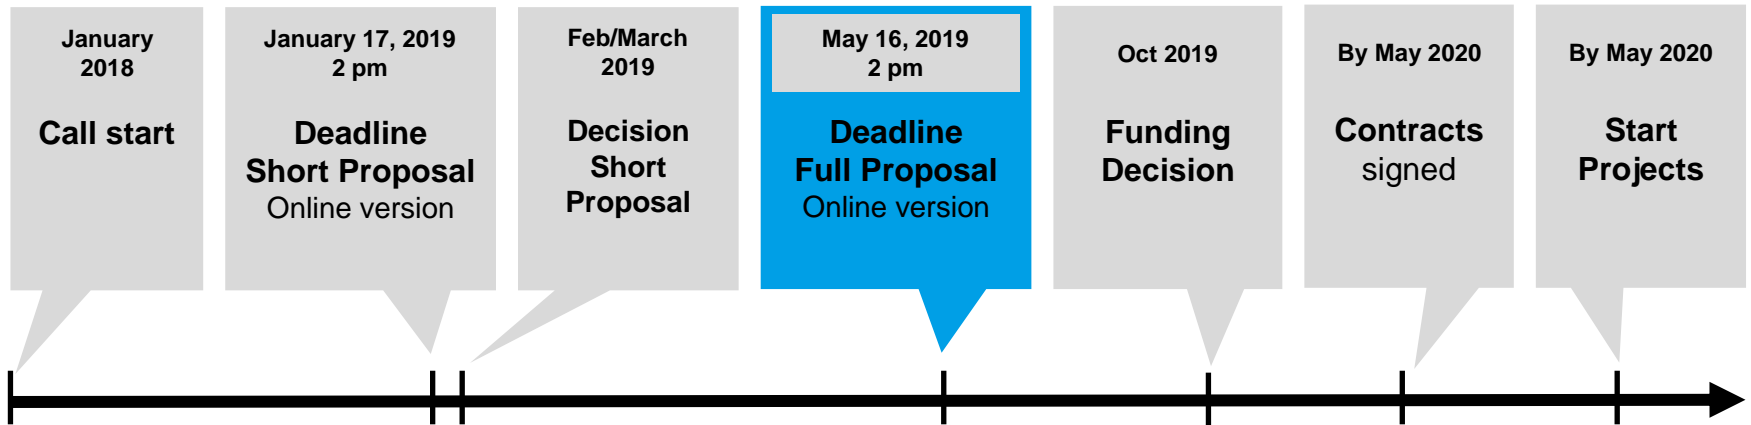 January
2018
Call start
January 17, 2019
2 pm
Deadline
Short Proposal
Online version
Feb/March
2019
Decision
Short
Proposal
May 16, 2019
2 pm
Deadline
Full Proposal
Online version
Oct 2019
Funding
Decision
By May 2020
Contracts
signed
By May 2020
Start
Projects